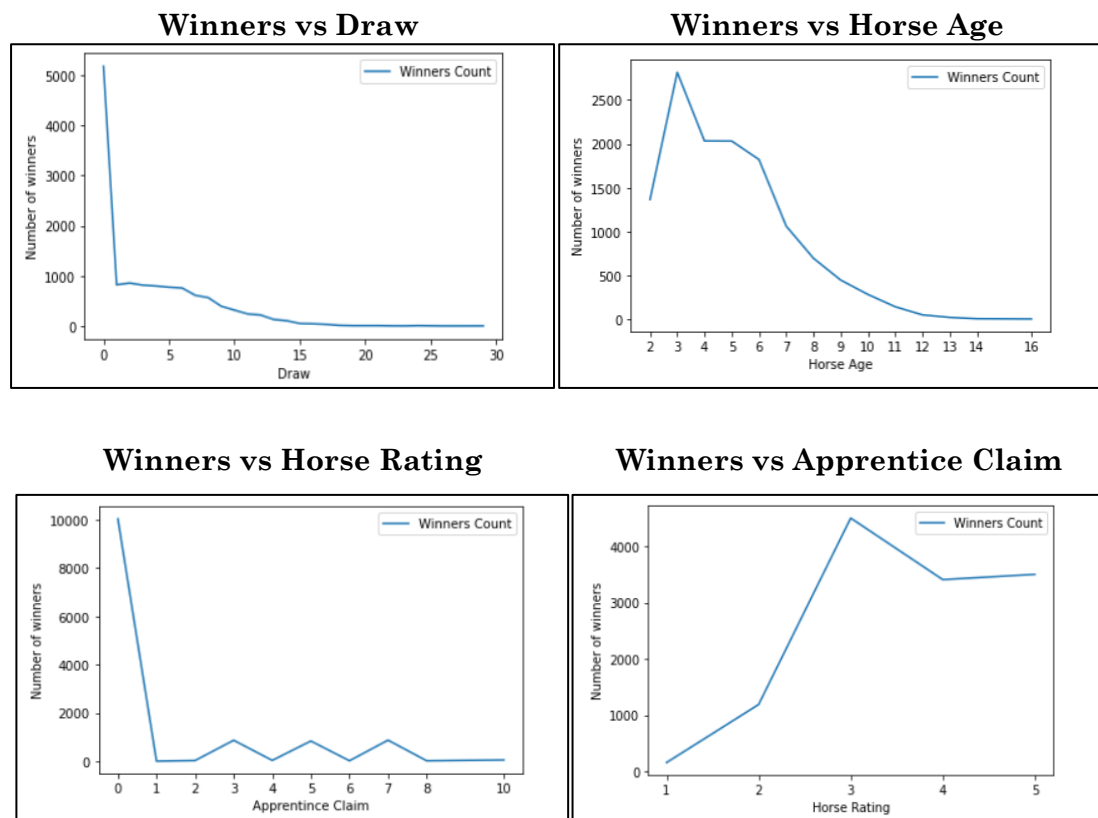 Winners vs Draw
Winners Count
5000
4000
3000
2000
1000
0
Number of winners
0 5 10 15 20 25 30
Draw
Winners vs Horse Age
Winners Count
2500
2000
1500
1000
500
0
Number of winners
2 3 4 5 6 7 8 9 10 11 12 13 14 16
Horse Age
Winners vs Horse Rating
Winners Count
10000
8000
6000
4000
2000
0
Number of winners
0 1 2 3 4 5 6 7 8 10
Apprentince Claim
Winners vs Apprentice Claim
Winners Count
4000
3000
2000
1000
0
Number of winners
1 2 3 4 5
Horse Rating